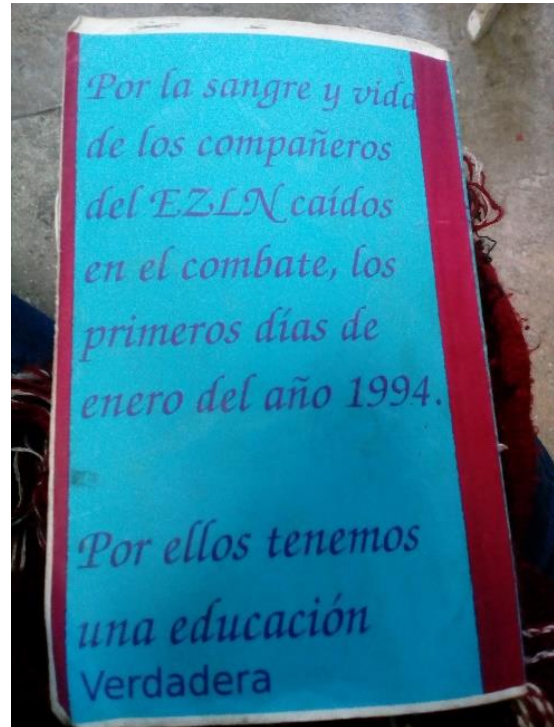 Por la sangre y vida
de los compañeros
del EZLN caídos
en el combate, los
primeros días de
enero del año 1994.
Por ellos tenemos
una educación
Verdadera